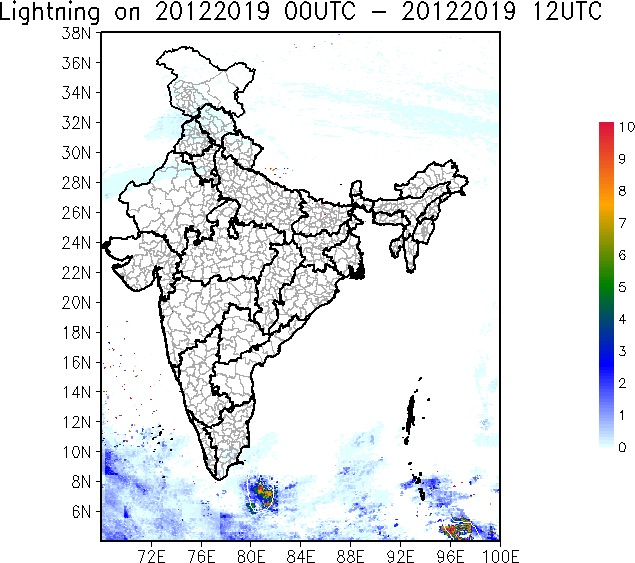 Lightning on 20122019 00UTC - 20122019 12UTC
38N
36N
34N
32N
30N
28N
26N
24N
22N
20N
18N
16N
14N
12N
10N
8N
6N
72E 76E 80E 84E 88E 92E 96E 100E
10
9
8
7
6
5
4
3
2
1
0